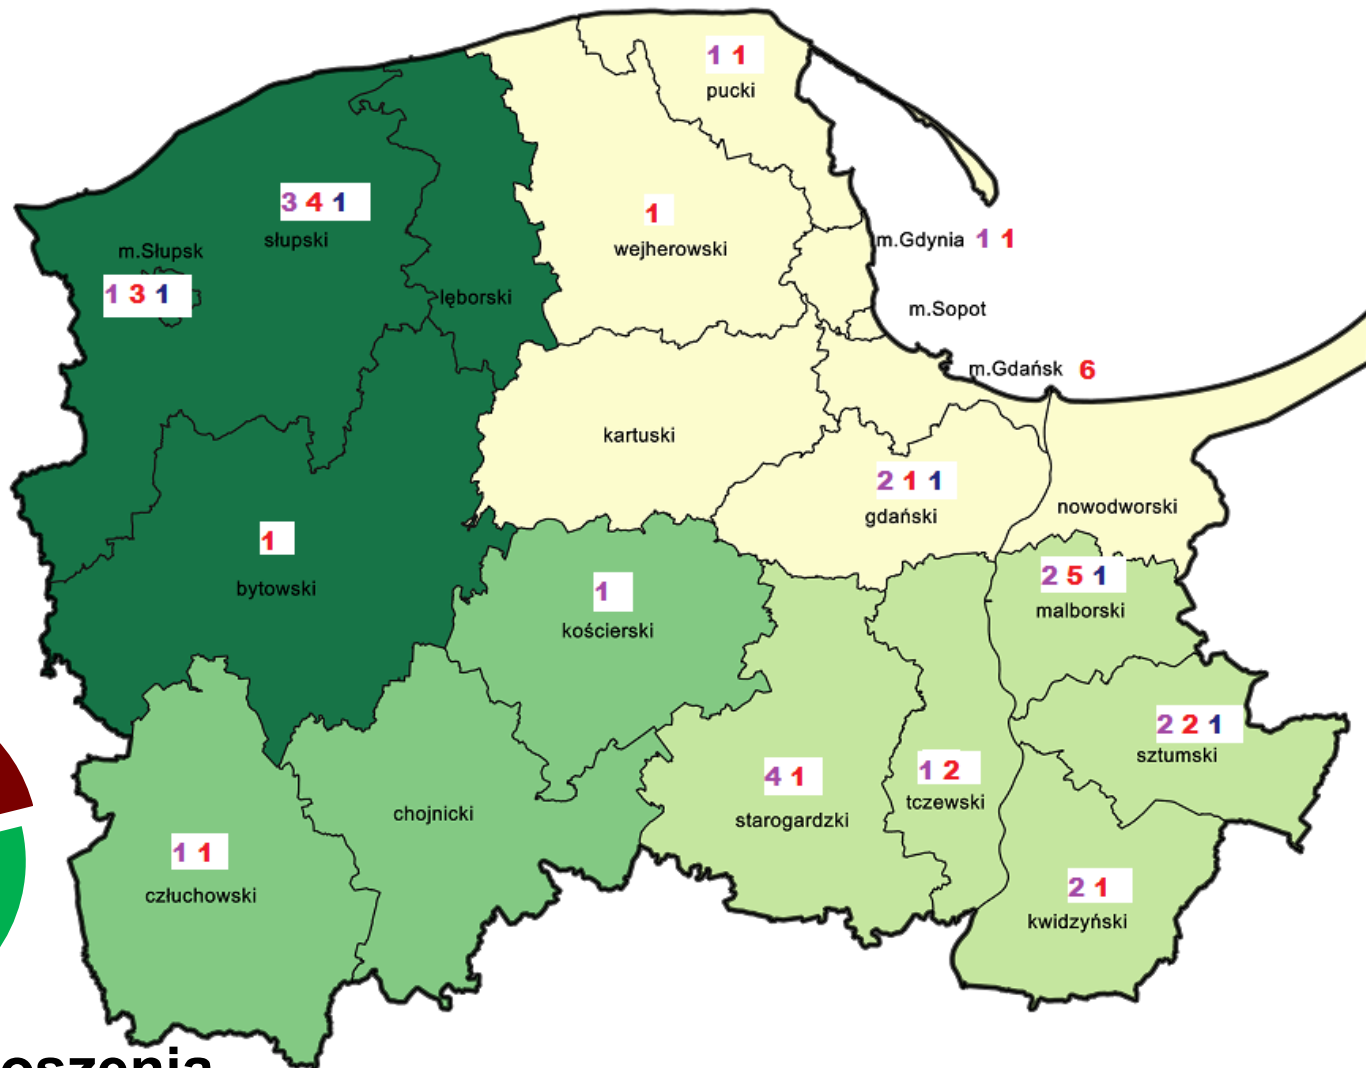 1 1
pucki
3 4 1
słupski
m.Słupsk
1 3 1
lęborski
1
wejherowski
m.Gdynia 1 1
m.Sopot
m.Gdańsk 6
kartuski
2 1 1
gdański
nowodworski
1
bytowski
1
kościerski
2 5 1
malborski
2 2 1
sztumski
4 1
starogardzki
1 2
tczewski
chojnicki
1 1
człuchowski
2 1
kwidzyński